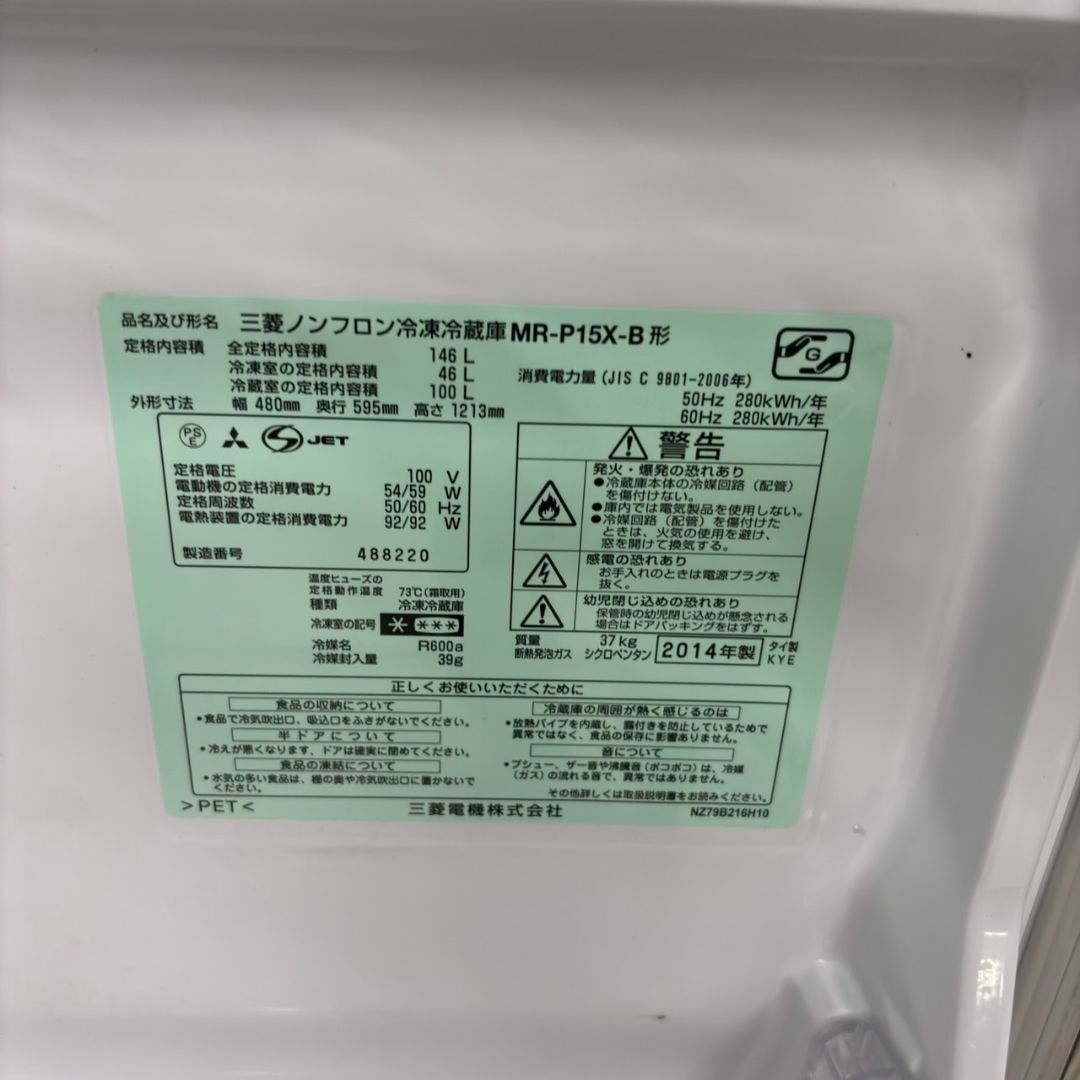 品名及び形名 三菱ノンフロン冷凍冷蔵庫 MR-P15X-B 形
定格内容積 全定格内容積 146 L
冷凍室の定格内容積 46 L
冷蔵室の定格内容積 100 L
外形寸法 幅 480mm 奥行 595mm 高さ 1213mm
消費電力量 (JIS C 9801-2006年)
50Hz 280kWh/年
60Hz 280kWh/年
G
PS
E
JET
定格電圧 100 V
電動機の定格消費電力 54/59 W
定格周波数 50/60 Hz
電熱装置の定格消費電力 92/92 W
製造番号 488220
温度ヒューズの
定格動作温度 73℃(霜取用)
種類 冷凍冷蔵庫
冷凍室の記号
冷媒名 R600a
冷媒封入量 39g
警告
発火・爆発の恐れあり
●冷蔵庫本体の冷媒回路(配管)
を傷付けない。
●庫内では電気製品を使用しない。
●冷媒回路(配管)を傷付けた
ときは、火気の使用を避け、
窓を開けて換気する。
感電の恐れあり
お手入れのときは電源プラグを
抜く。
幼児閉じ込めの恐れあり
保管時の幼児閉じ込めが懸念される
場合はドアパッキングをはずす。
質量 37kg
断熱発泡ガス シクロペンタン
2014年製
タイ製
KYE
正しくお使いいただくために
食品の収納について
•食品で冷気吹出口、吸込口をふさがないでください。
半ドアについて
•冷えが悪くなります、ドアは確実に閉めてください。
食品の凍結について
•水気の多い食品は、棚の奥や冷気吹出口に置かないで
ください。
冷蔵庫の周囲が熱く感じるのは
•放熱パイプを内蔵し、露付きを防止しているためで
異常ではなく、食品の保存に影響ありません。
音について
•プシュー、ザー音や沸騰音(ポコポコ)は、冷媒
(ガス)の流れる音で、異常ではありません。
その他詳しくは取扱説明書をお読みください。
>PET<
三菱電機株式会社
NZ79B216H10